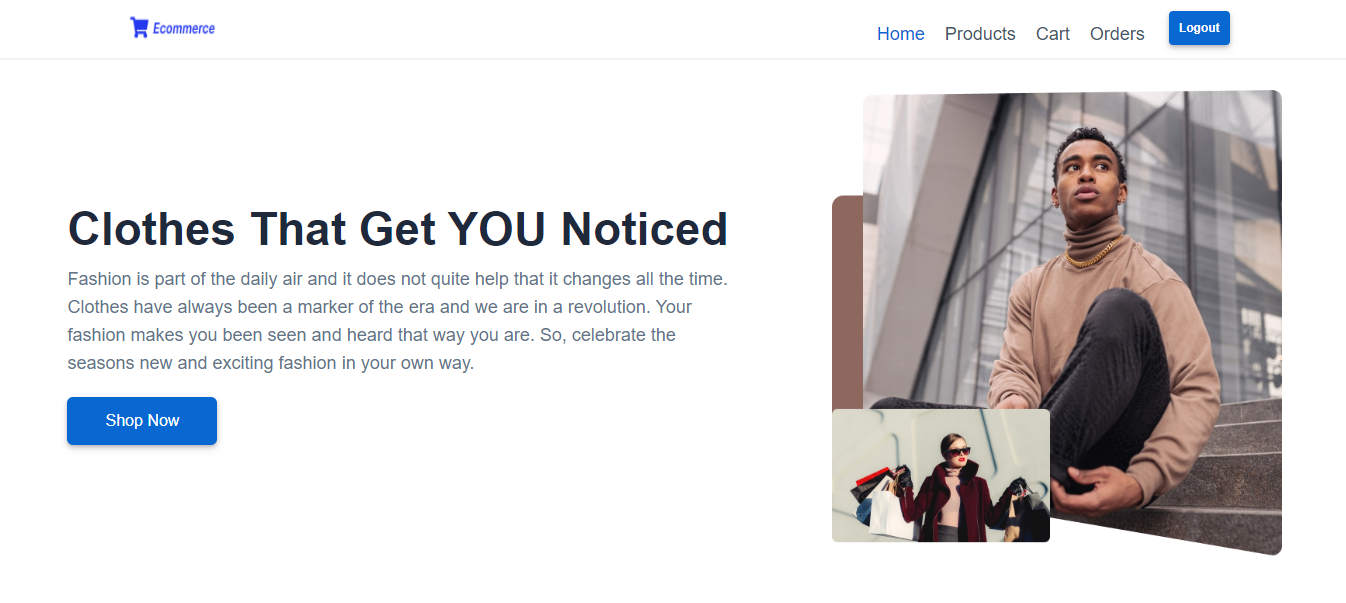 Ecommerce
Home Products Cart Orders Logout
Clothes That Get YOU Noticed
Fashion is part of the daily air and it does not quite help that it changes all the time.
Clothes have always been a marker of the era and we are in a revolution. Your
fashion makes you been seen and heard that way you are. So, celebrate the
seasons new and exciting fashion in your own way.
Shop Now